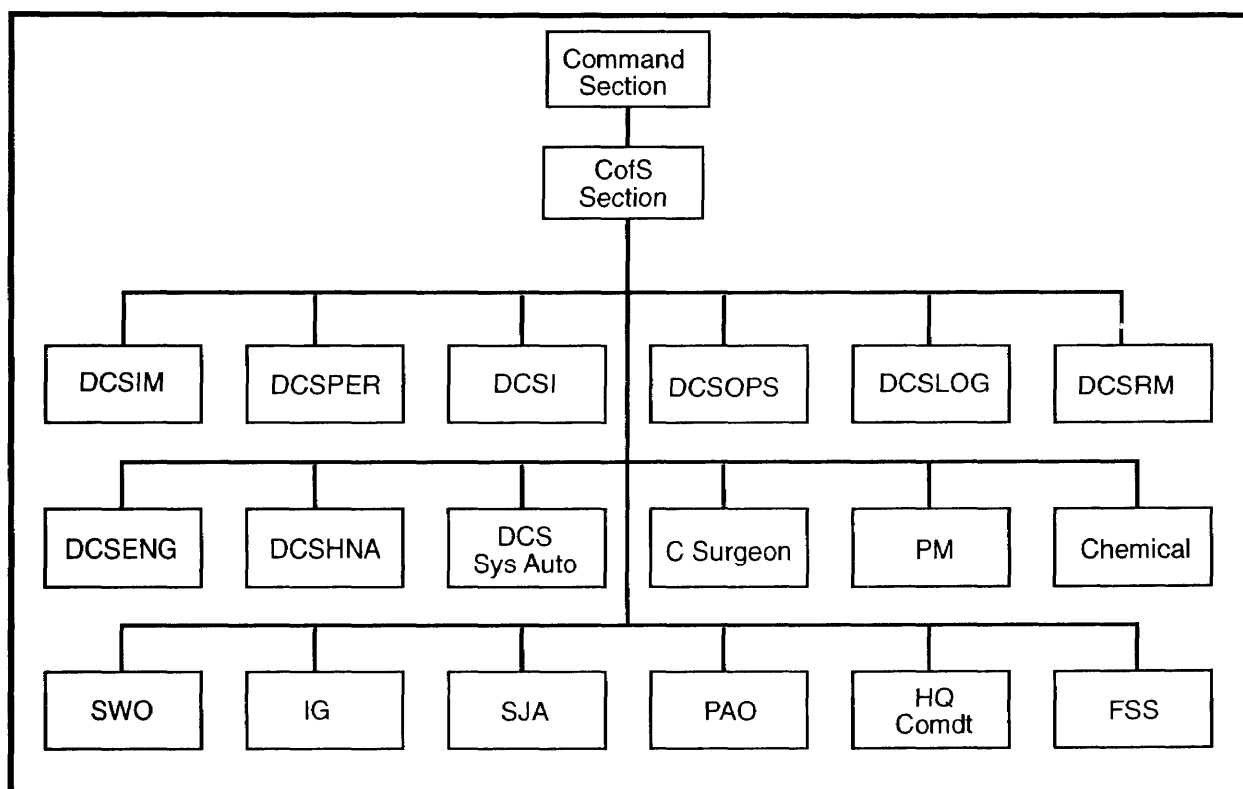 Command
Section
CofS
Section
DCSIM
DCSPER
DCSI
DCSOPS
DCSLOG
DCSRM
DCSENG
DCSHNA
DCS
Sys Auto
C Surgeon
PM
Chemical
SWO
IG
SJA
PAO
HQ
Comdt
FSS